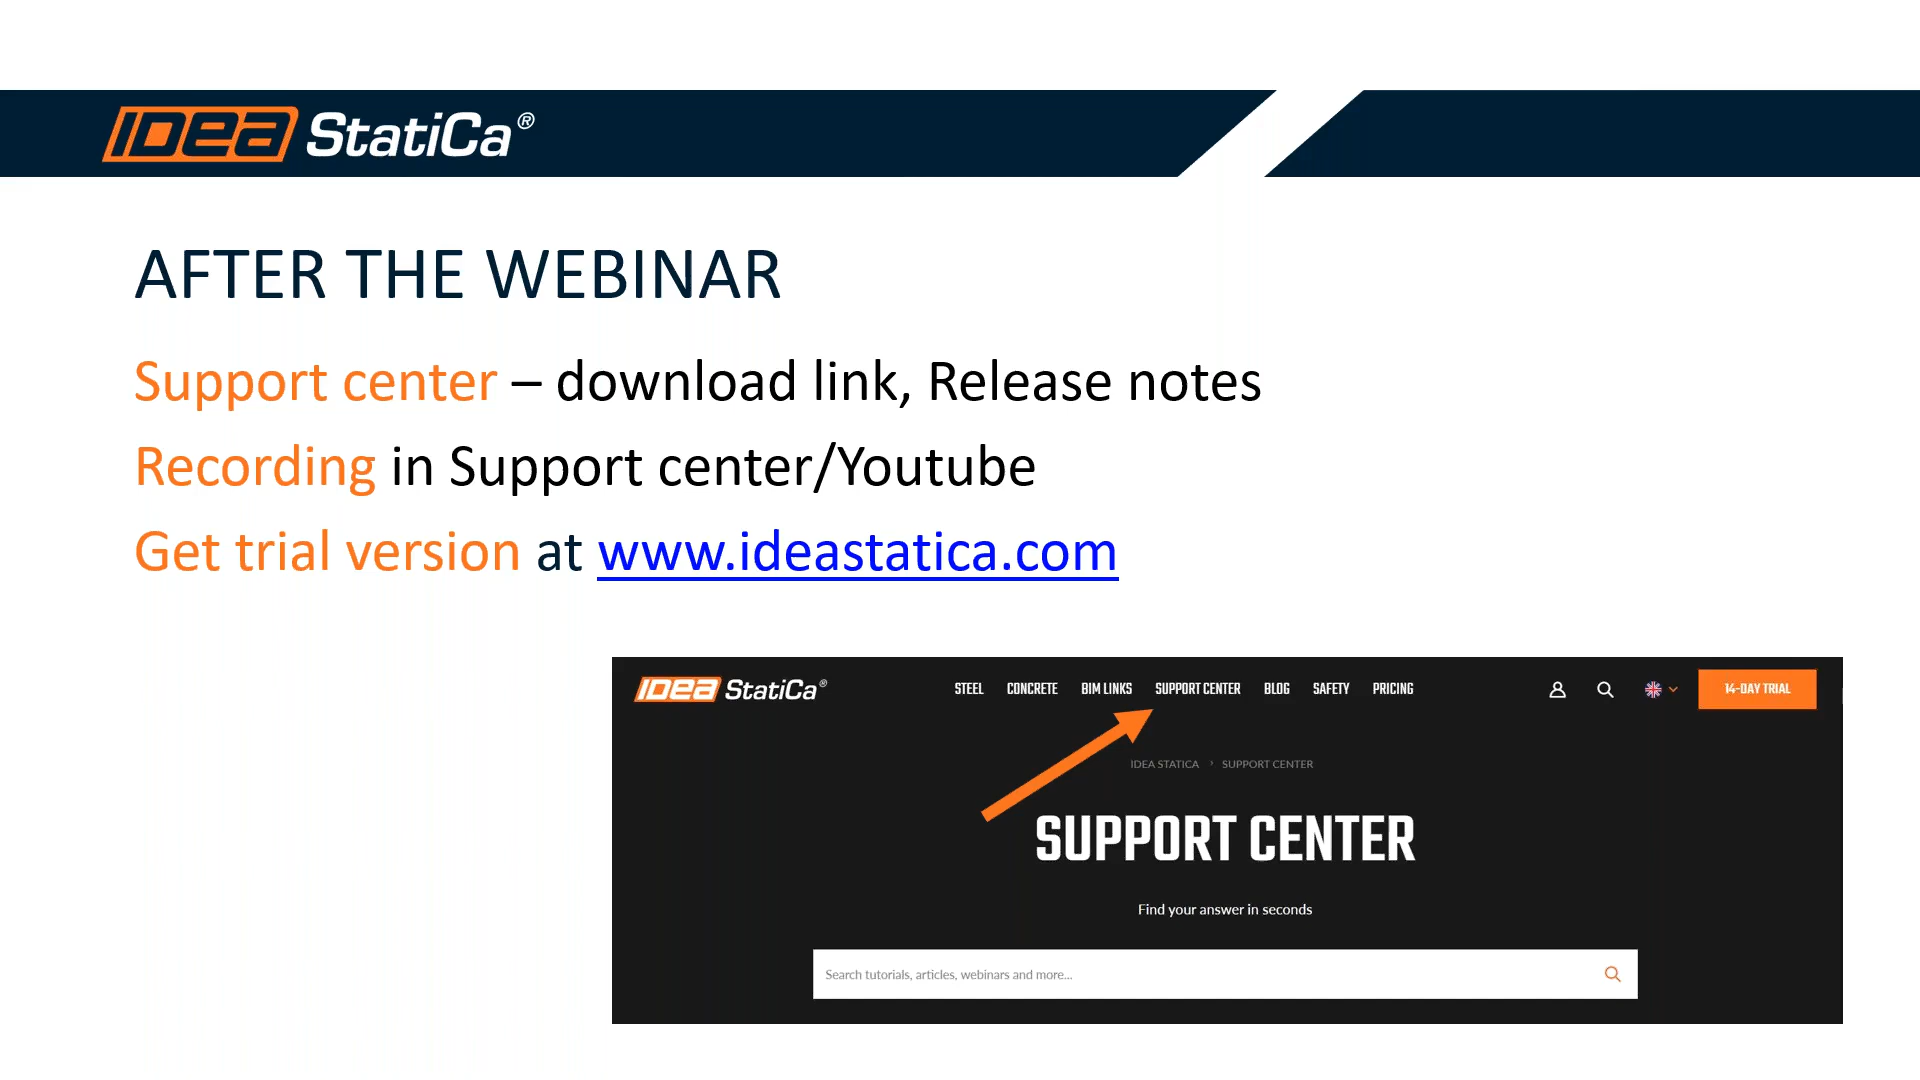 IDEA StatiCa®
AFTER THE WEBINAR
Support center – download link, Release notes
Recording in Support center/Youtube
Get trial version at www.ideastatica.com
IDEA StatiCa® STEEL CONCRETE BIM LINKS SUPPORT CENTER BLOG SAFETY PRICING 14-DAY TRIAL
IDEA STATICA › SUPPORT CENTER
SUPPORT CENTER
Find your answer in seconds
Search tutorials, articles, webinars and more...